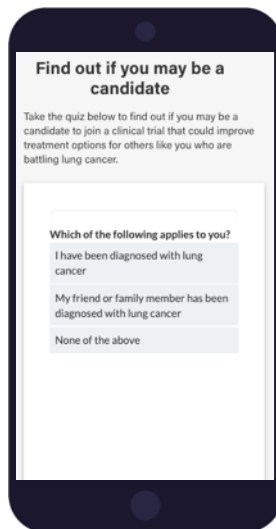 Find out if you may be a
candidate
Take the quiz below to find out if you may be a
candidate to join a clinical trial that could improve
treatment options for others like you who are
battling lung cancer.
Which of the following applies to you?
I have been diagnosed with lung
cancer
My friend or family member has been
diagnosed with lung cancer
None of the above